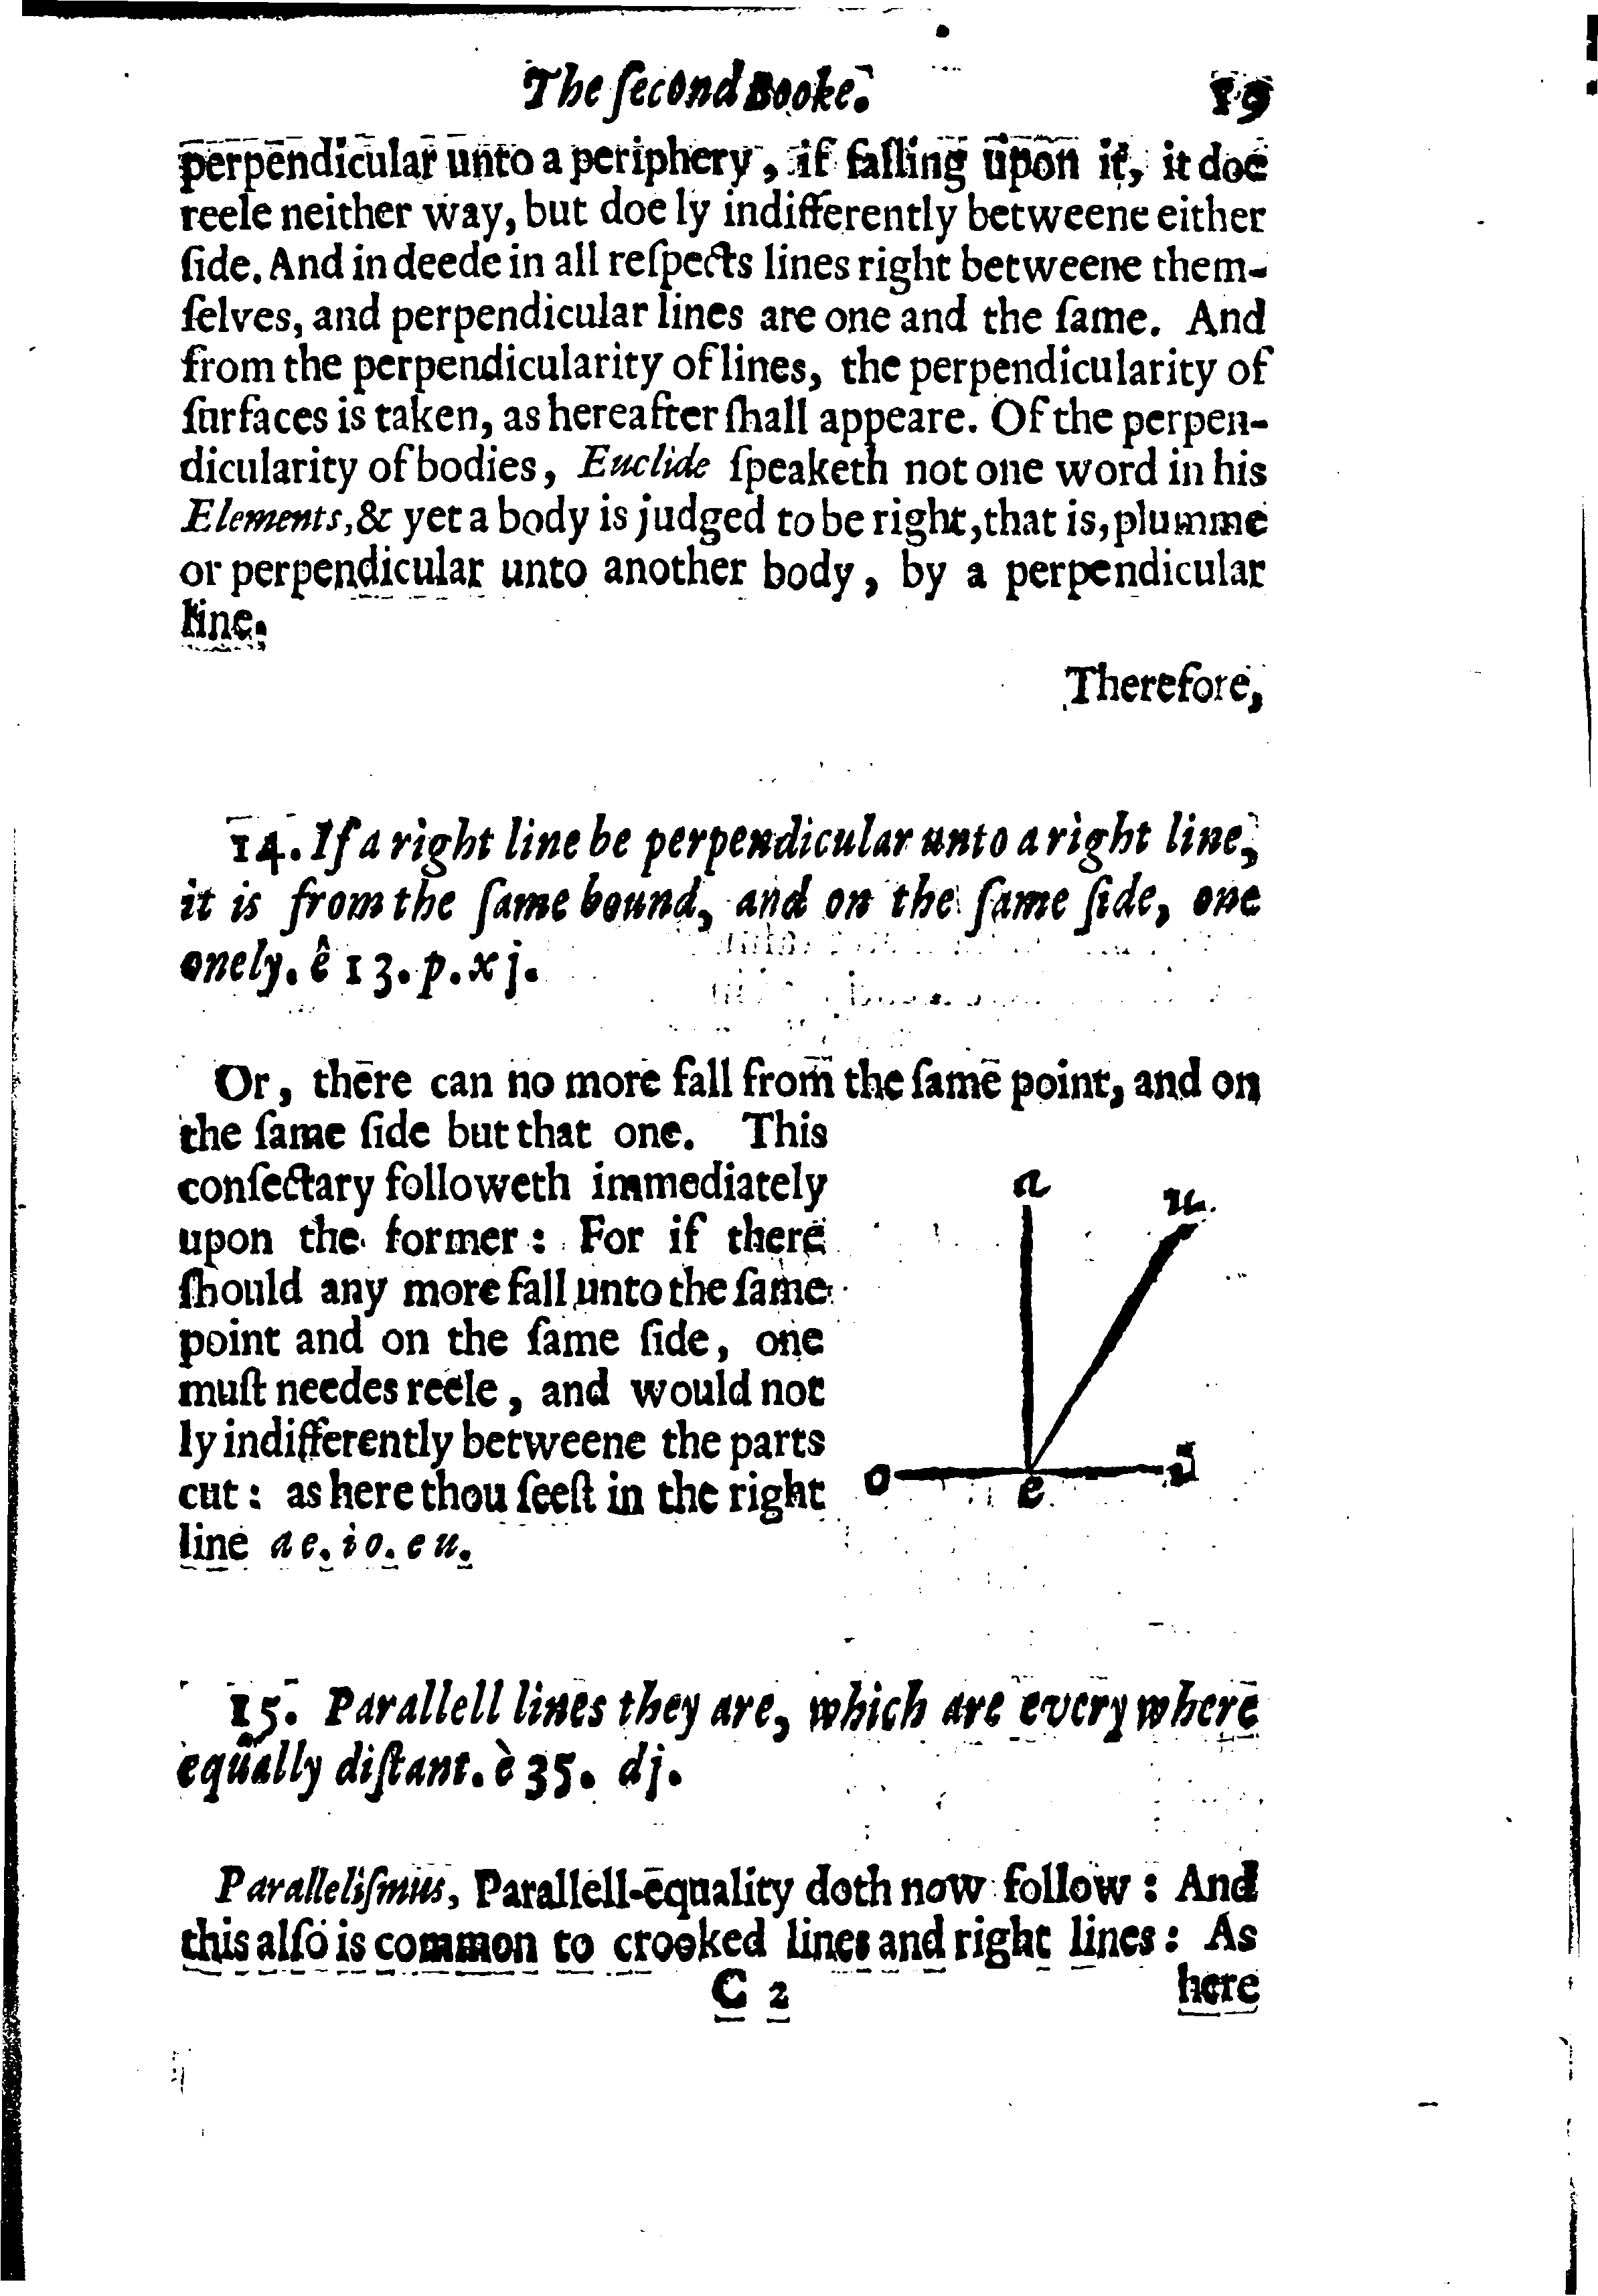 The ſecond Booke. 19
perpendicular unto a periphery, if falling upon it, it doe
reele neither way, but doe ly indifferently betweene either
ſide. And in deede in all reſpects lines right betweene them-
ſelves, and perpendicular lines are one and the ſame. And
from the perpendicularity of lines, the perpendicularity of
ſurfaces is taken, as hereafter ſhall appeare. Of the perpen-
dicularity of bodies, Euclide ſpeaketh not one word in his
Elements, & yet a body is judged to be right, that is, plumme
or perpendicular unto another body, by a perpendicular
line.
Therefore,
14. If a right line be perpendicular unto a right line,
it is from the ſame bound, and on the ſame ſide, one
onely. ê 13. p. xj.
Or, there can no more fall from the ſame point, and on
the ſame ſide but that one. This
conſectary followeth immediately
upon the former: For if there
ſhould any more fall unto the ſame
point and on the ſame ſide, one
muſt needes reele, and would not
ly indifferently betweene the parts
cut: as here thou ſeeſt in the right
line ae. io. eu.
a
u
o
e
i
15. Parallell lines they are, which are every where
equally diſtant. è 35. dj.
Paralleliſmus, Parallell-equality doth now follow: And
this alſo is common to crooked lines and right lines: As
C 2
here